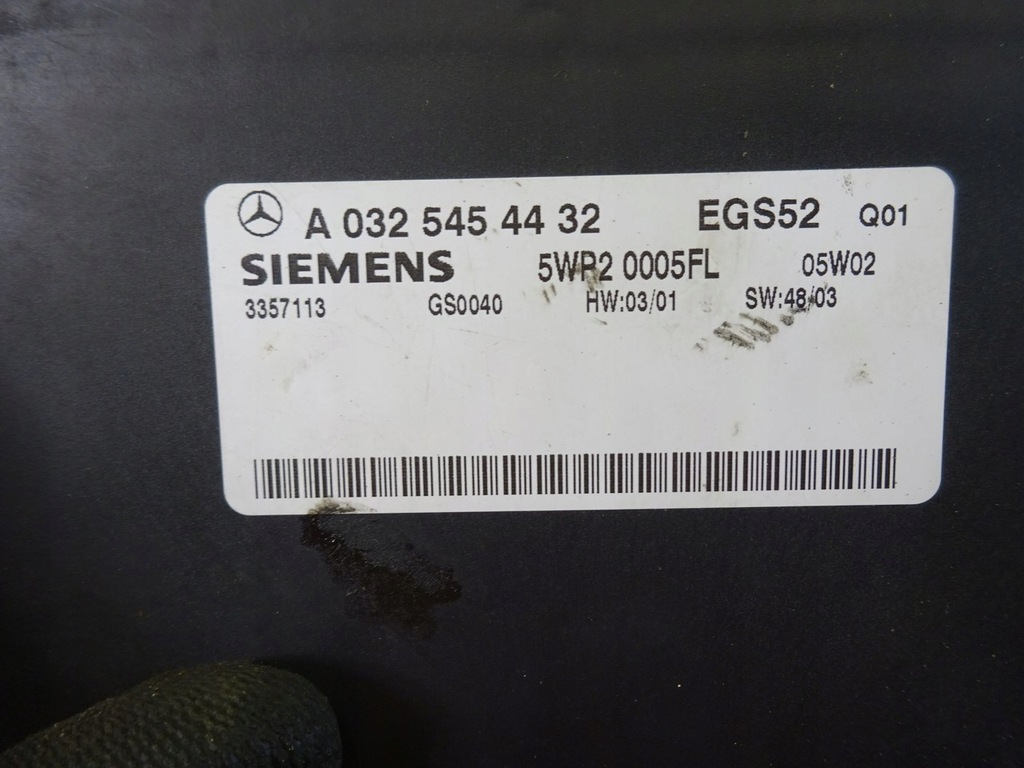 A 032 545 44 32 EGS52 Q01
SIEMENS 5WP2 0005FL 05W02
3357113 GS0040 HW:03/01 SW:48/03